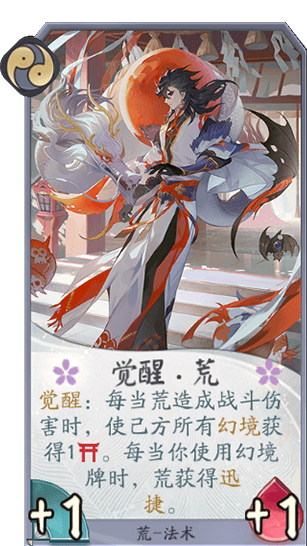 觉醒·荒
觉醒：每当荒造成战斗伤
害时，使己方所有幻境获
得1⛩。每当你使用幻境
牌时，荒获得迅
捷。
+1
+1
荒-法术